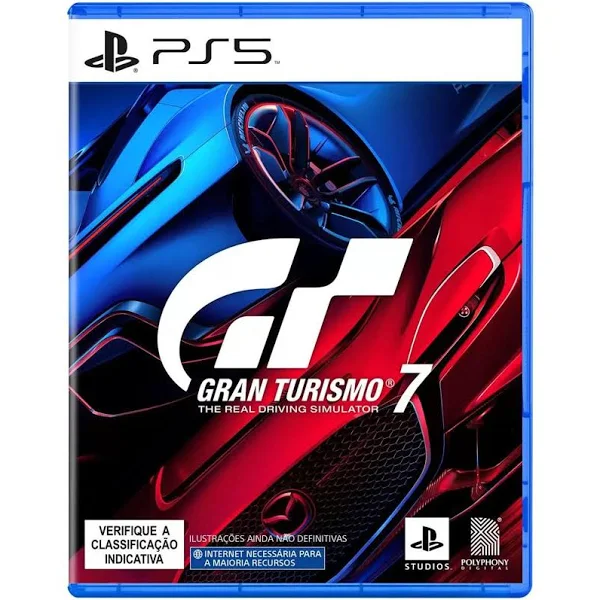 PS5
MICHELIN
GT
GRAN TURISMO® 7
THE REAL DRIVING SIMULATOR
VERIFIQUE A
CLASSIFICAÇÃO
INDICATIVA
ILUSTRAÇÕES AINDA NÃO DEFINITIVAS
INTERNET NECESSÁRIA PARA
A MAIORIA RECURSOS
STUDIOS.
POLYPHONY
DIGITAL